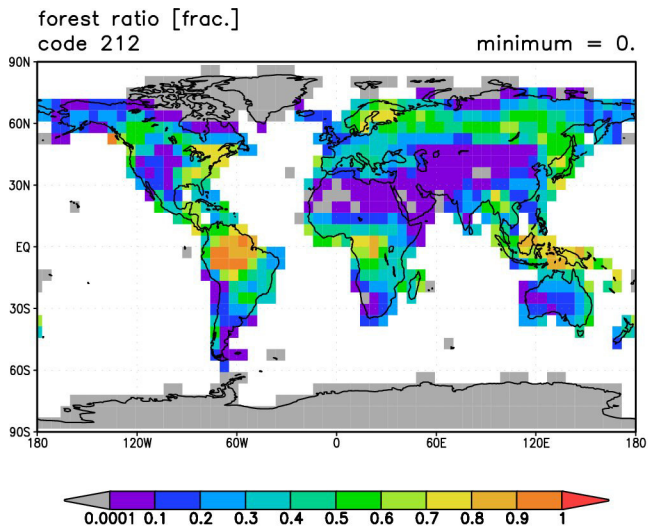 forest ratio [frac.]
code 212
minimum = 0.
90N
60N
30N
EQ
30S
60S
90S
180 120W 60W 0 60E 120E 180
0.0001 0.1 0.2 0.3 0.4 0.5 0.6 0.7 0.8 0.9 1